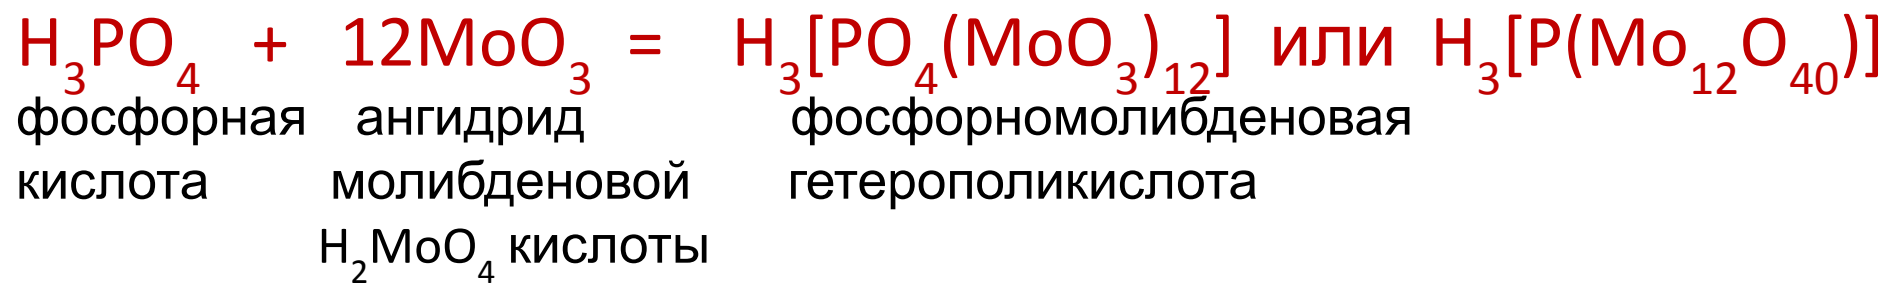 H₃PO₄ + 12MoO₃ = H₃[PO₄(MoO₃)₁₂] или H₃[P(Mo₁₂O₄₀)]
фосфорная ангидрид фосфорномолибденовая
кислота молибденовой гетерополикислота
H₂MoO₄ кислоты